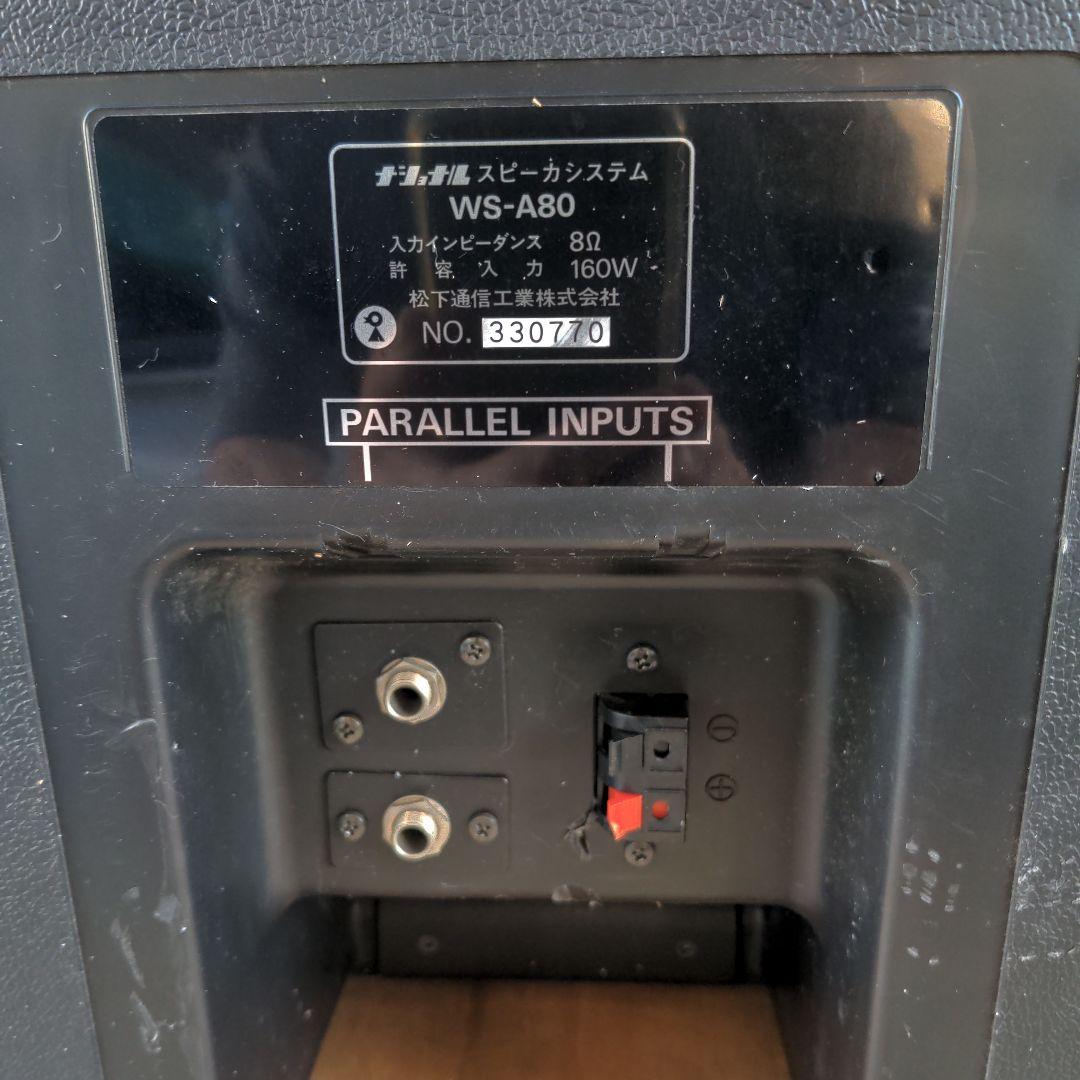 ナショナル スピーカシステム
WS-A80
入力インピーダンス 8Ω
許容入力 160W
松下通信工業株式会社
NO. 330770
PARALLEL INPUTS
⊖
⊕